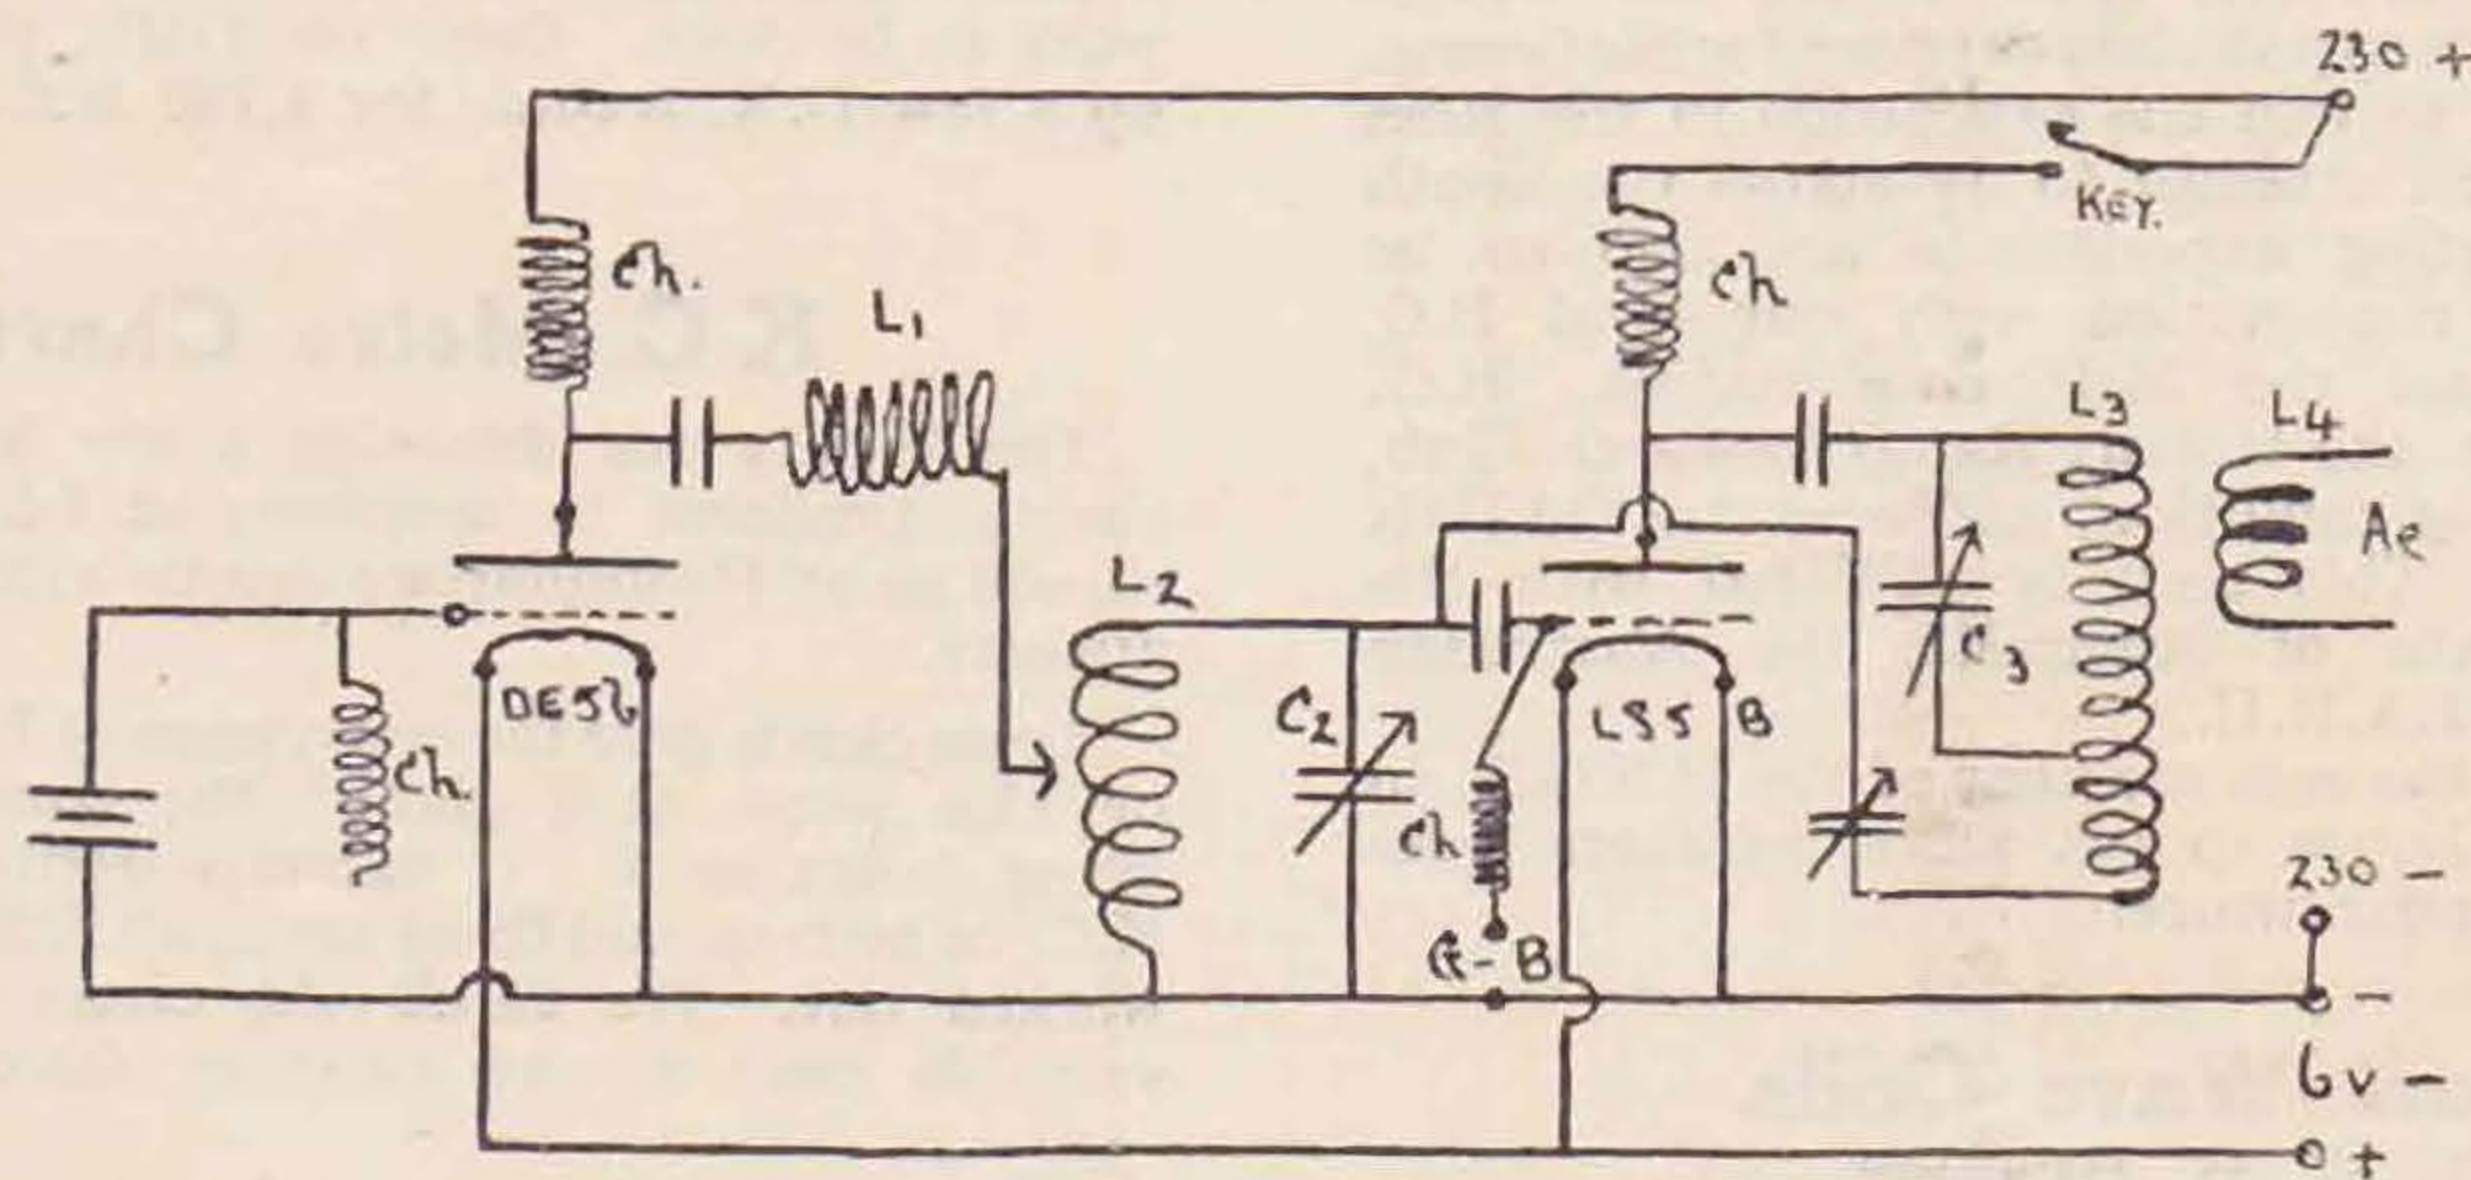 230 +
KEY.
Ch.
Ch
L1
L3
L4
Ae
L2
C3
DE5b
C2
LS5
B
Ch.
Ch
230 -
G - B
-
6v -
+